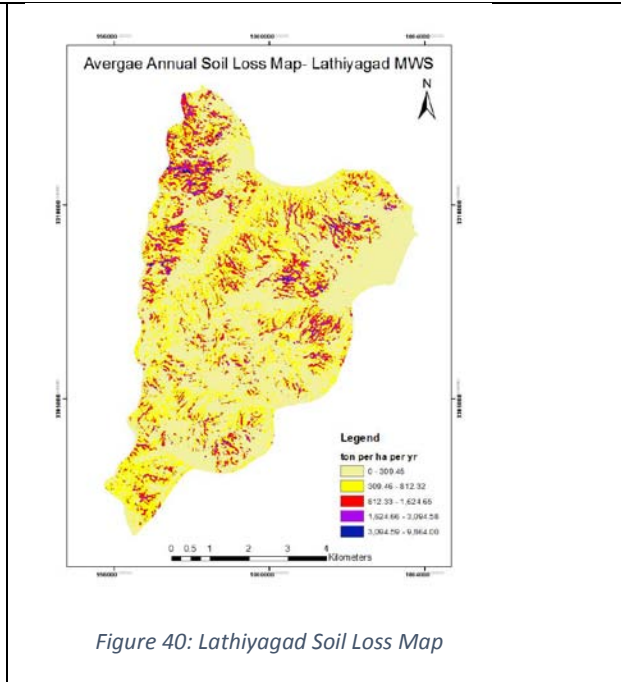 Avergae Annual Soil Loss Map- Lathiyagad MWS
N
Legend
ton per ha per yr
0 - 309.46
309.46 - 812.32
812.33 - 1,624.65
1,624.66 - 3,094.58
3,094.59 - 9,864.00
0 0.5 1 2 3 4
Kilometers
Figure 40: Lathiyagad Soil Loss Map